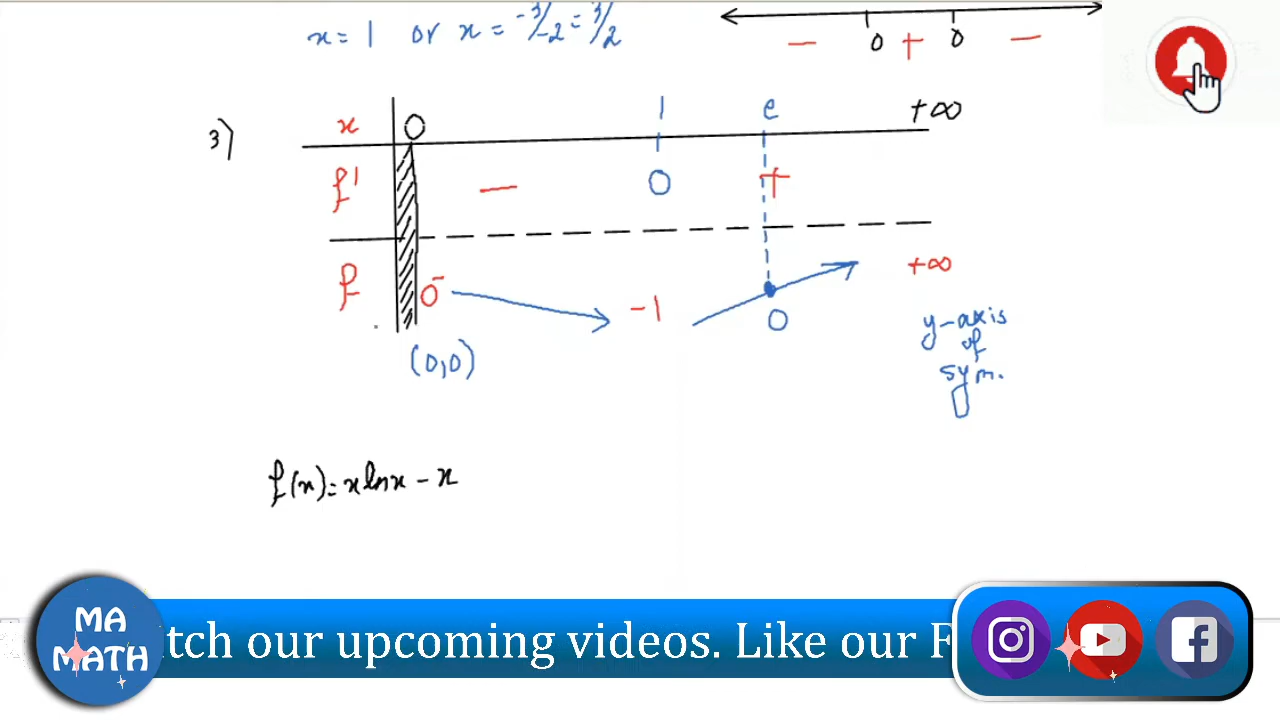 x = 1 or x = -3/-2 = 3/2
- 0 + 0 -
3)
x 0 1 e +∞
f' - 0 + 
f 0⁻ -1 0 +∞
(0,0)
y-axis
of
sym.
f(x) = x ln x - x
MA
MATH
tch our upcoming videos. Like our F